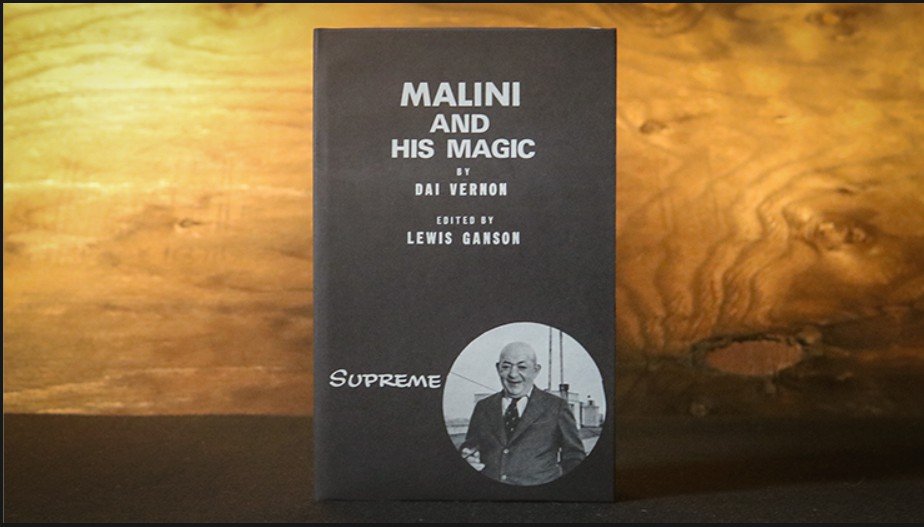 MALINI
AND
HIS MAGIC
BY
DAI VERNON
EDITED BY
LEWIS GANSON
SUPREME